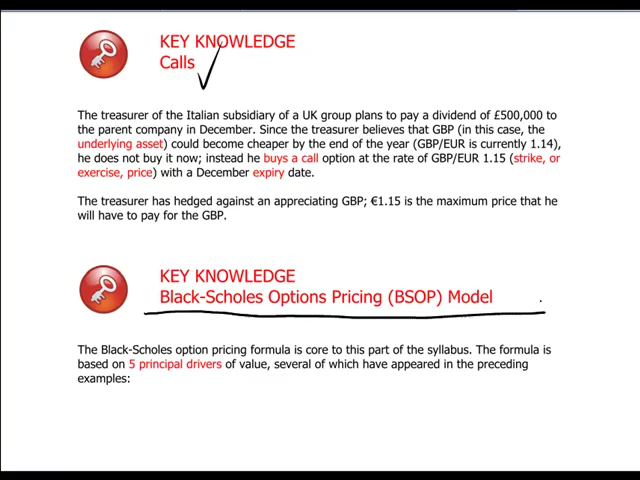 KEY KNOWLEDGE
Calls
The treasurer of the Italian subsidiary of a UK group plans to pay a dividend of £500,000 to
the parent company in December. Since the treasurer believes that GBP (in this case, the
underlying asset) could become cheaper by the end of the year (GBP/EUR is currently 1.14),
he does not buy it now; instead he buys a call option at the rate of GBP/EUR 1.15 (strike, or
exercise, price) with a December expiry date.
The treasurer has hedged against an appreciating GBP; €1.15 is the maximum price that he
will have to pay for the GBP.
KEY KNOWLEDGE
Black-Scholes Options Pricing (BSOP) Model
The Black-Scholes option pricing formula is core to this part of the syllabus. The formula is
based on 5 principal drivers of value, several of which have appeared in the preceding
examples: